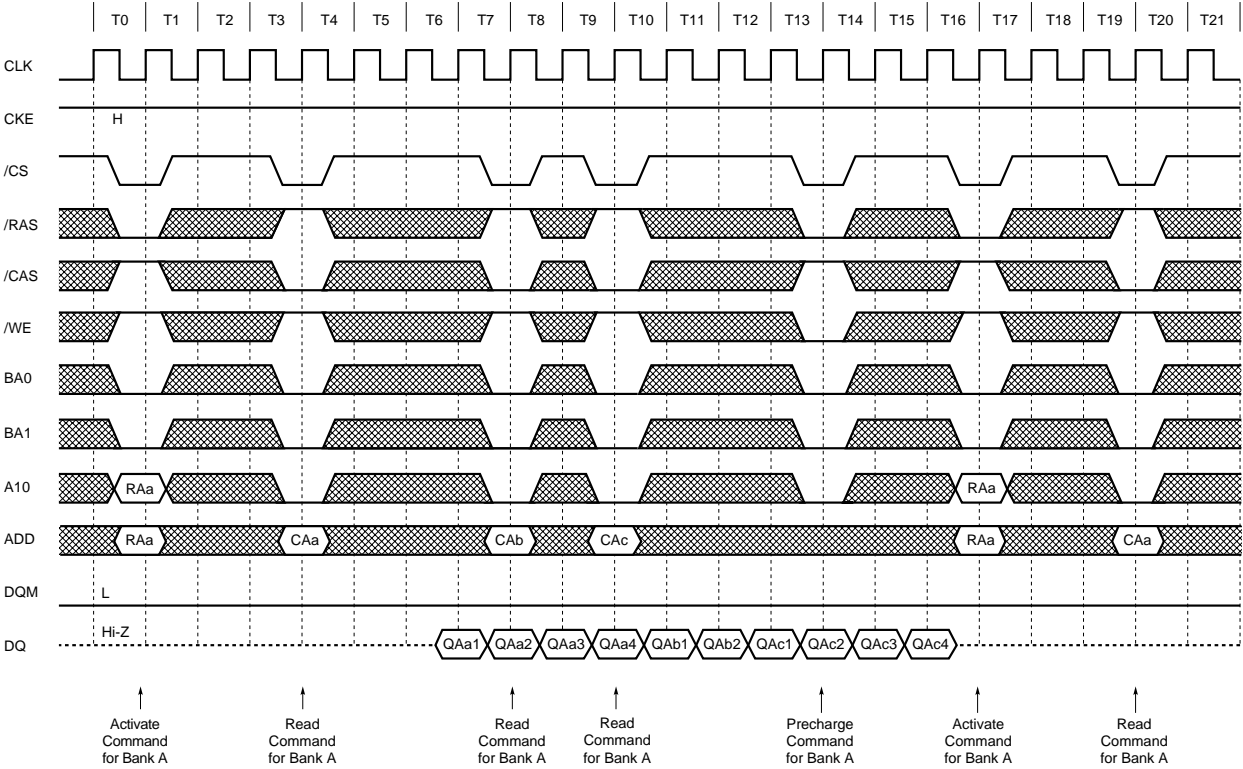 T0 T1 T2 T3 T4 T5 T6 T7 T8 T9 T10 T11 T12 T13 T14 T15 T16 T17 T18 T19 T20 T21
CLK
CKE H
/CS
/RAS
/CAS
/WE
BA0
BA1
A10 RAa RAa
ADD RAa CAa CAb CAc RAa CAa
DQM L
Hi-Z
DQ QAa1 QAa2 QAa3 QAa4 QAb1 QAb2 QAc1 QAc2 QAc3 QAc4
Activate Read Read Read Precharge Activate Read
Command Command Command Command Command Command Command
for Bank A for Bank A for Bank A for Bank A for Bank A for Bank A for Bank A